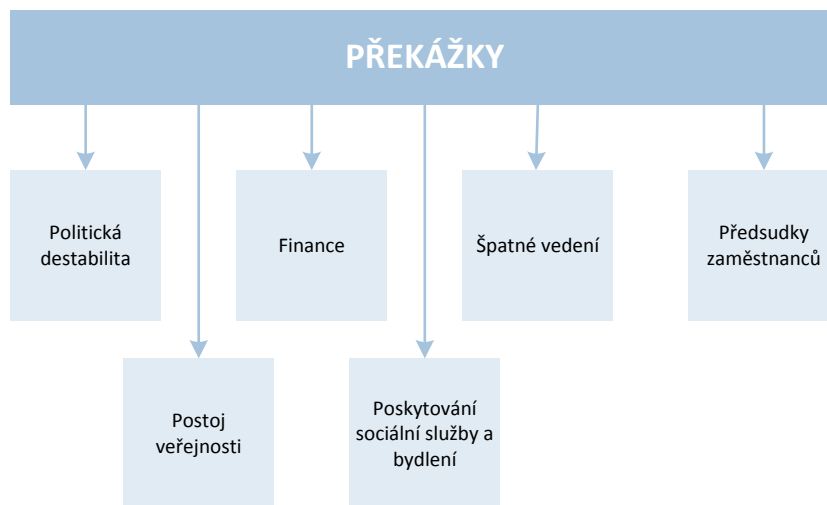 PŘEKÁŽKY
Politická
destabilita
Finance
Špatné vedení
Předsudky
zaměstnanců
Postoj
veřejnosti
Poskytování
sociální služby a
bydlení